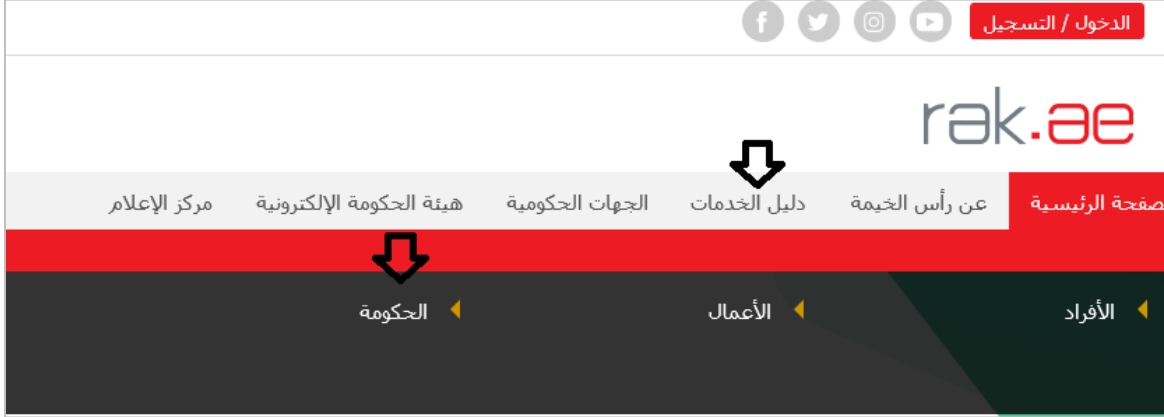 الدخول / التسجيل
rak.ae
صفحة الرئيسية عن رأس الخيمة دليل الخدمات الجهات الحكومية هيئة الحكومة الإلكترونية مركز الإعلام
الأفراد الأعمال الحكومة